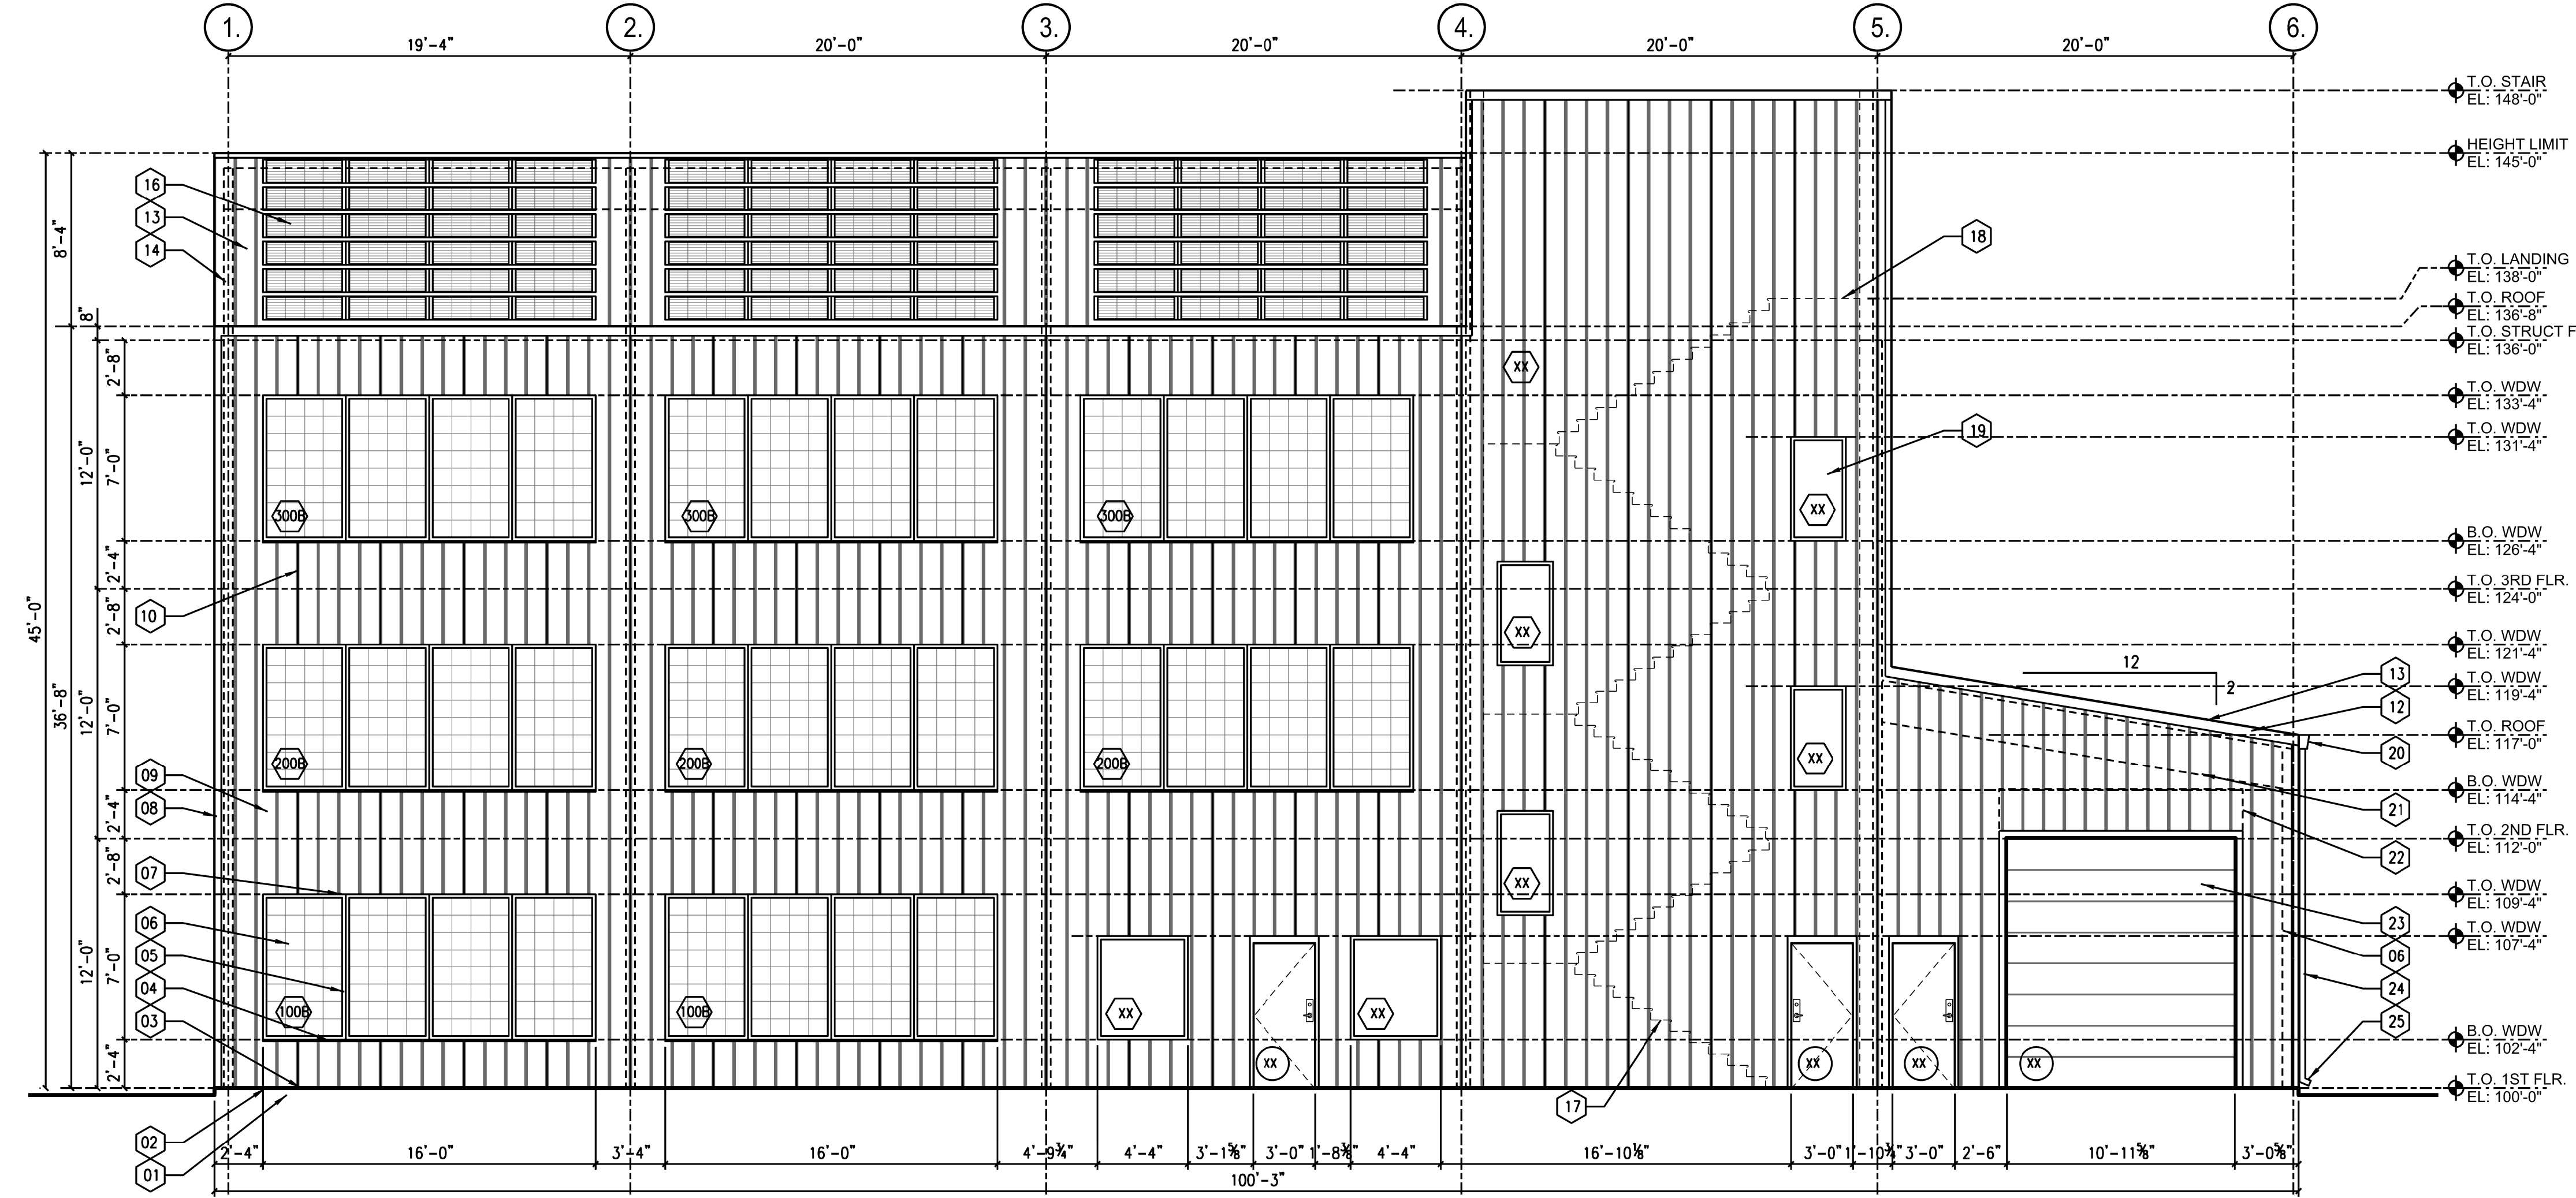 1. 2. 3. 4. 5. 6.
19'-4" 20'-0" 20'-0" 20'-0" 20'-0"
T.O. STAIR
EL: 148'-0"
HEIGHT LIMIT
EL: 145'-0"
T.O. LANDING
EL: 138'-0"
T.O. ROOF
EL: 136'-8"
T.O. STRUCT F
EL: 136'-0"
T.O. WDW
EL: 133'-4"
T.O. WDW
EL: 131'-4"
B.O. WDW
EL: 126'-4"
T.O. 3RD FLR.
EL: 124'-0"
T.O. WDW
EL: 121'-4"
T.O. WDW
EL: 119'-4"
T.O. ROOF
EL: 117'-0"
B.O. WDW
EL: 114'-4"
T.O. 2ND FLR.
EL: 112'-0"
T.O. WDW
EL: 109'-4"
T.O. WDW
EL: 107'-4"
B.O. WDW
EL: 102'-4"
T.O. 1ST FLR.
EL: 100'-0"
45'-0"
8'-4"
36'-8"
8"
12'-0"
12'-0"
12'-0"
2'-8"
7'-0"
2'-4"
2'-8"
7'-0"
2'-4"
2'-8"
7'-0"
2'-4"
16
13
14
10
09
08
07
06
05
04
03
02
01
300B 300B 300B
200B 200B 200B
100B 100B
XX
XX
XX
XX
XX
XX XX
XX XX XX XX
18
19
17
12
2
13
12
20
21
22
23
06
24
25
2'-4" 16'-0" 3'-4" 16'-0" 4'-9¾" 4'-4" 3'-1⅝" 3'-0" 1'-8⅜" 4'-4" 16'-10⅛" 3'-0" 1'-10¾" 3'-0" 2'-6" 10'-11⅝" 3'-0⅝"
100'-3"